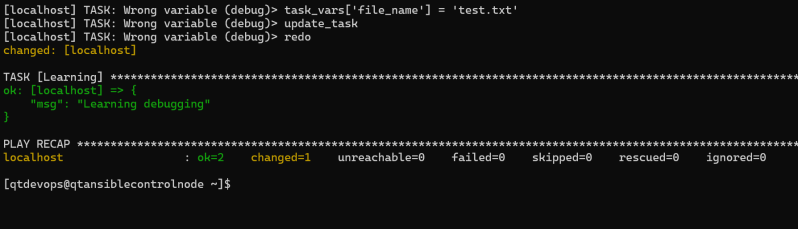 [localhost] TASK: Wrong variable (debug)> task_vars['file_name'] = 'test.txt'
[localhost] TASK: Wrong variable (debug)> update_task
[localhost] TASK: Wrong variable (debug)> redo
changed: [localhost]
TASK [Learning] ******************************************************************************************************
ok: [localhost] => {
    "msg": "Learning debugging"
}
PLAY RECAP ***********************************************************************************************************
localhost                  : ok=2    changed=1    unreachable=0    failed=0    skipped=0    rescued=0    ignored=0
[qtdevops@qtansiblecontrolnode ~]$